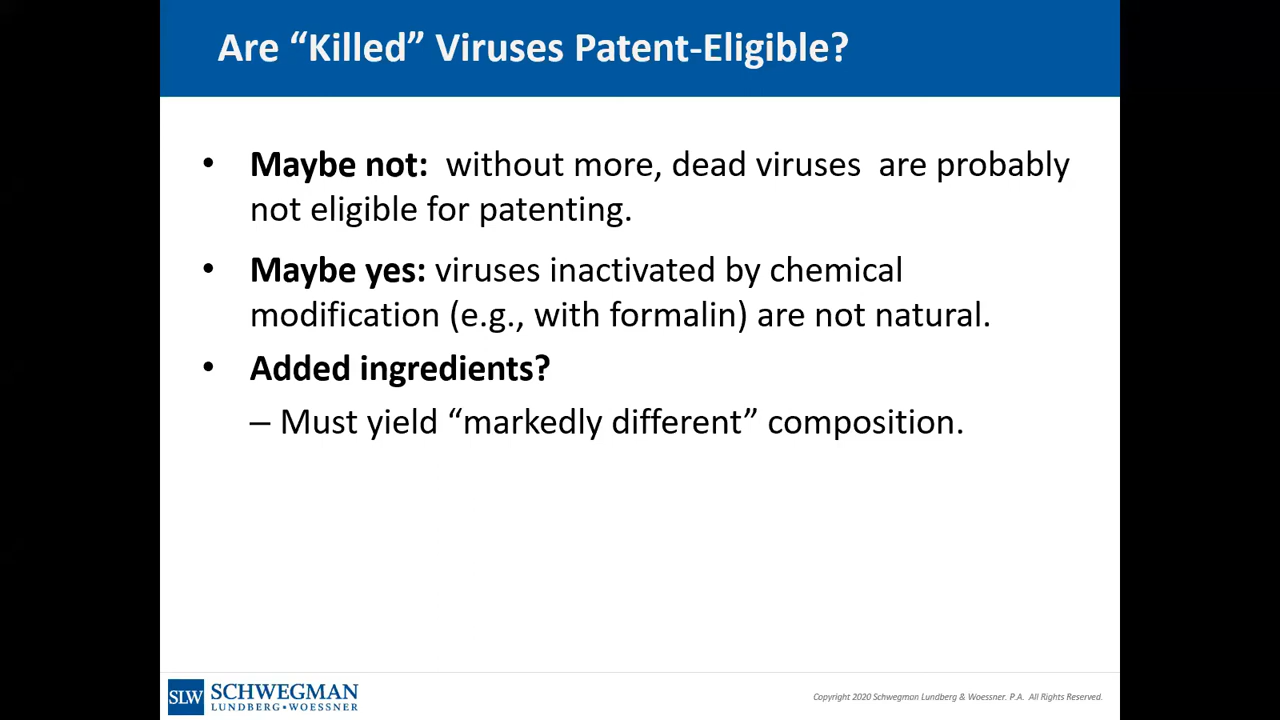 Are “Killed” Viruses Patent-Eligible?
• Maybe not: without more, dead viruses are probably
not eligible for patenting.
• Maybe yes: viruses inactivated by chemical
modification (e.g., with formalin) are not natural.
• Added ingredients?
– Must yield “markedly different” composition.
SLW SCHWEGMAN
LUNDBERG • WOESSNER
Copyright 2020 Schwegman Lundberg & Woessner. P.A. All Rights Reserved.